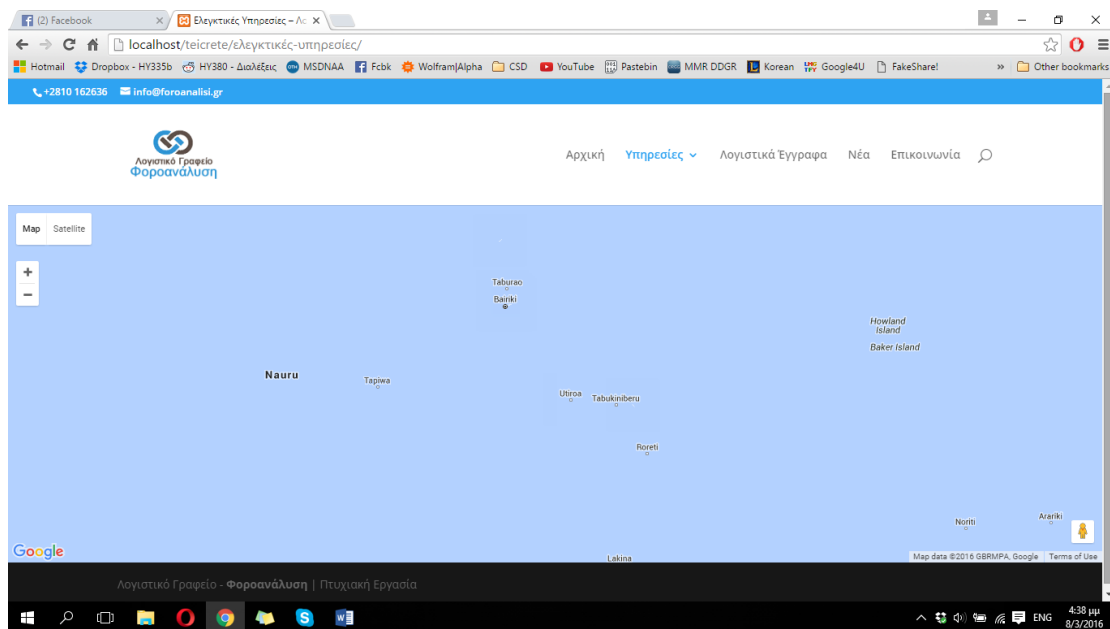 (2) Facebook
Ελεγκτικές Υπηρεσίες – Λο
localhost/teicrete/ελεγκτικές-υπηρεσίες/
Hotmail Dropbox - HY335b HY380 - Διαλέξεις MSDNAA Fcbk Wolfram|Alpha CSD YouTube Pastebin MMR DDGR Korean Google4U FakeShare! » Other bookmarks
+2810 162636 info@foroanalisi.gr
Λογιστικό Γραφείο
Φοροανάλυση
Αρχική Υπηρεσίες Λογιστικά Έγγραφα Νέα Επικοινωνία
Map Satellite
+
−
Taburao
Bairiki
Howland
Island
Baker Island
Nauru
Tapiwa
Utiroa
Tabukiniberu
Roreti
Noriti
Arariki
Lakina
Google
Map data ©2016 GBRMPA, Google Terms of Use
Λογιστικό Γραφείο - Φοροανάλυση | Πτυχιακή Εργασία
ENG
4:38 μμ
8/3/2016